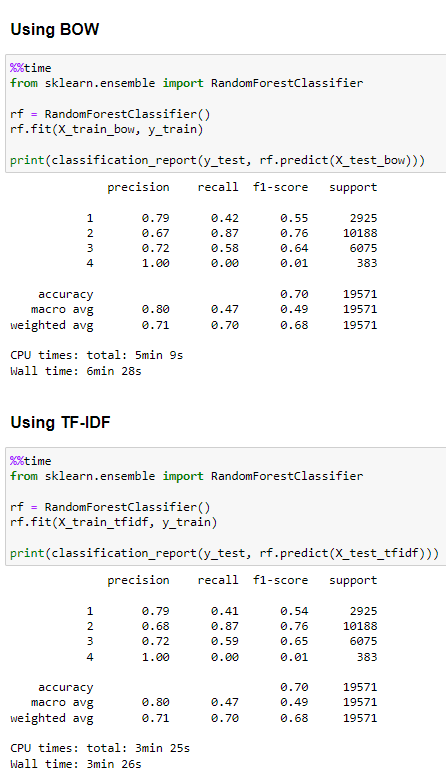 Using BOW
%%time
from sklearn.ensemble import RandomForestClassifier
rf = RandomForestClassifier()
rf.fit(X_train_bow, y_train)
print(classification_report(y_test, rf.predict(X_test_bow)))
precision recall f1-score support
1 0.79 0.42 0.55 2925
2 0.67 0.87 0.76 10188
3 0.72 0.58 0.64 6075
4 1.00 0.00 0.01 383
accuracy 0.70 19571
macro avg 0.80 0.47 0.49 19571
weighted avg 0.71 0.70 0.68 19571
CPU times: total: 5min 9s
Wall time: 6min 28s
Using TF-IDF
%%time
from sklearn.ensemble import RandomForestClassifier
rf = RandomForestClassifier()
rf.fit(X_train_tfidf, y_train)
print(classification_report(y_test, rf.predict(X_test_tfidf)))
precision recall f1-score support
1 0.79 0.41 0.54 2925
2 0.68 0.87 0.76 10188
3 0.72 0.59 0.65 6075
4 1.00 0.00 0.01 383
accuracy 0.70 19571
macro avg 0.80 0.47 0.49 19571
weighted avg 0.71 0.70 0.68 19571
CPU times: total: 3min 25s
Wall time: 3min 26s